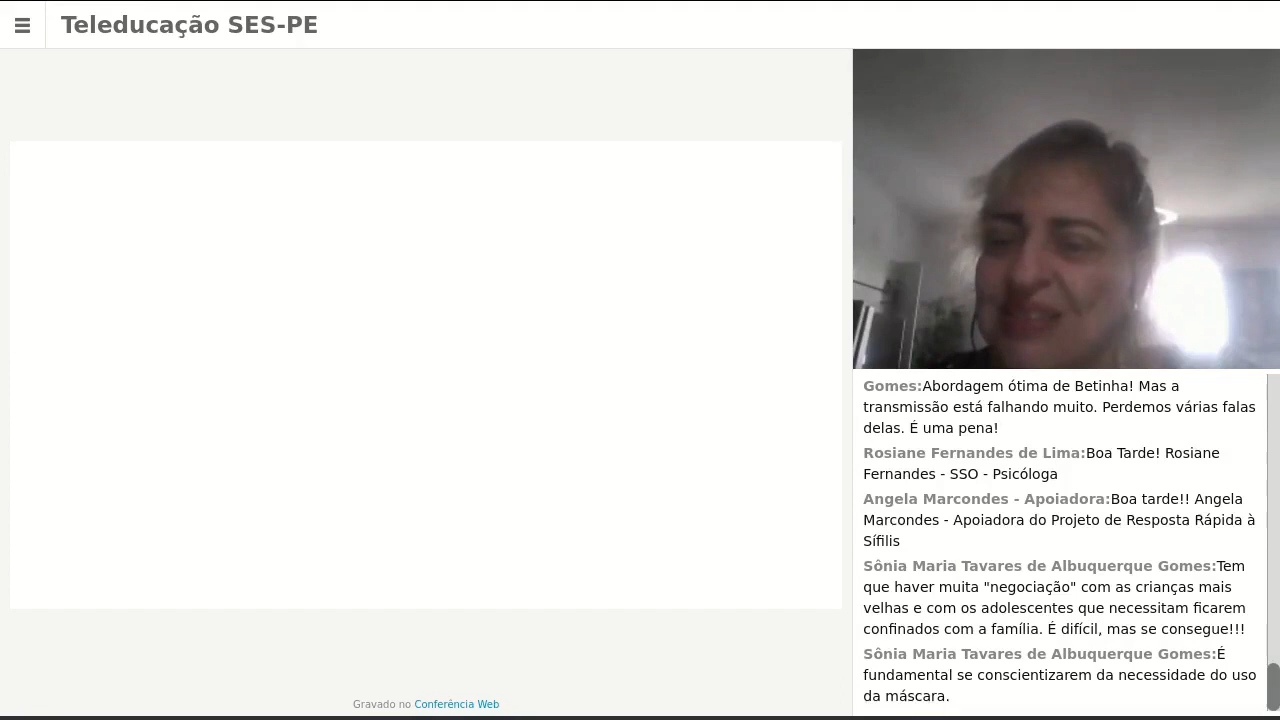 Teleducação SES-PE
Gomes:Abordagem ótima de Betinha! Mas a
transmissão está falhando muito. Perdemos várias falas
delas. É uma pena!
Rosiane Fernandes de Lima:Boa Tarde! Rosiane
Fernandes - SSO - Psicóloga
Angela Marcondes - Apoiadora:Boa tarde!! Angela
Marcondes - Apoiadora do Projeto de Resposta Rápida à
Sífilis
Sônia Maria Tavares de Albuquerque Gomes:Tem
que haver muita "negociação" com as crianças mais
velhas e com os adolescentes que necessitam ficarem
confinados com a família. É difícil, mas se consegue!!!
Sônia Maria Tavares de Albuquerque Gomes:É
fundamental se conscientizarem da necessidade do uso
da máscara.
Gravado no Conferência Web